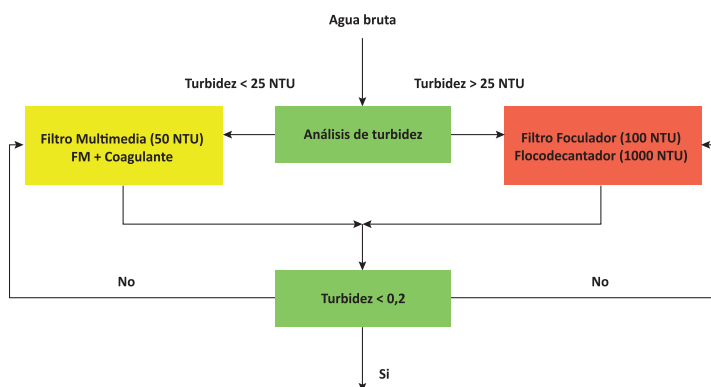 Agua bruta
Turbidez < 25 NTU
Turbidez > 25 NTU
Filtro Multimedia (50 NTU)
FM + Coagulante
Análisis de turbidez
Filtro Foculador (100 NTU)
Flocodecantador (1000 NTU)
No
Turbidez < 0,2
No
Si